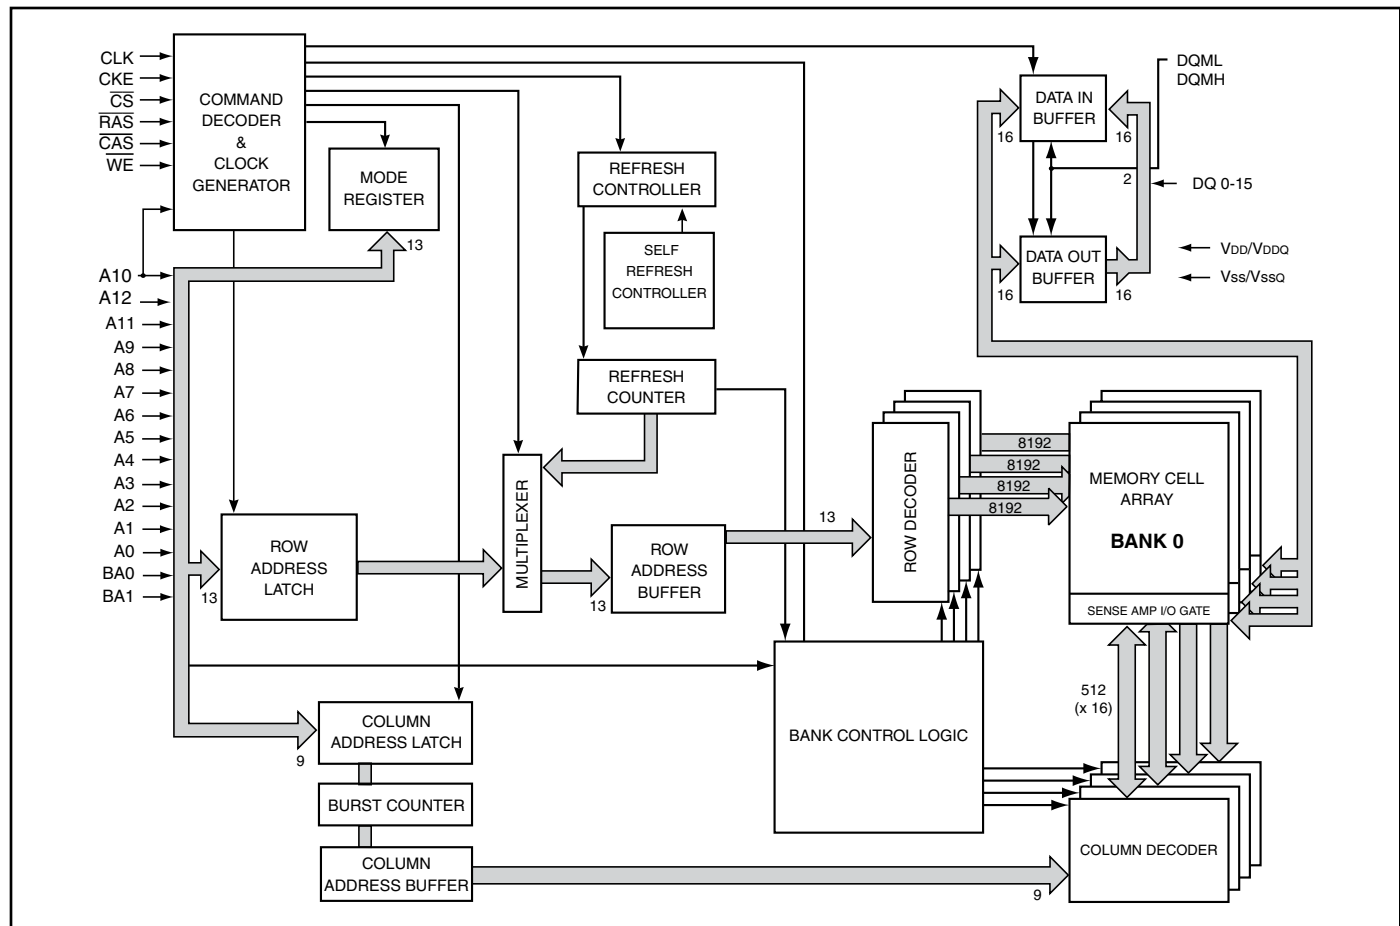 CLK
CKE
CS
RAS
CAS
WE
A10
A12
A11
A9
A8
A7
A6
A5
A4
A3
A2
A1
A0
BA0
BA1
COMMAND
DECODER
&
CLOCK
GENERATOR
MODE
REGISTER
13
REFRESH
CONTROLLER
SELF
REFRESH
CONTROLLER
REFRESH
COUNTER
DATA IN
BUFFER
16
16
DQML
DQMH
2
DQ 0-15
DATA OUT
BUFFER
16
16
VDD/VDDQ
Vss/VssQ
13
ROW
ADDRESS
LATCH
MULTIPLEXER
13
ROW
ADDRESS
BUFFER
13
ROW DECODER
8192
8192
8192
8192
MEMORY CELL
ARRAY
BANK 0
SENSE AMP I/O GATE
512
(x 16)
BANK CONTROL LOGIC
9
COLUMN
ADDRESS LATCH
BURST COUNTER
COLUMN
ADDRESS BUFFER
9
COLUMN DECODER